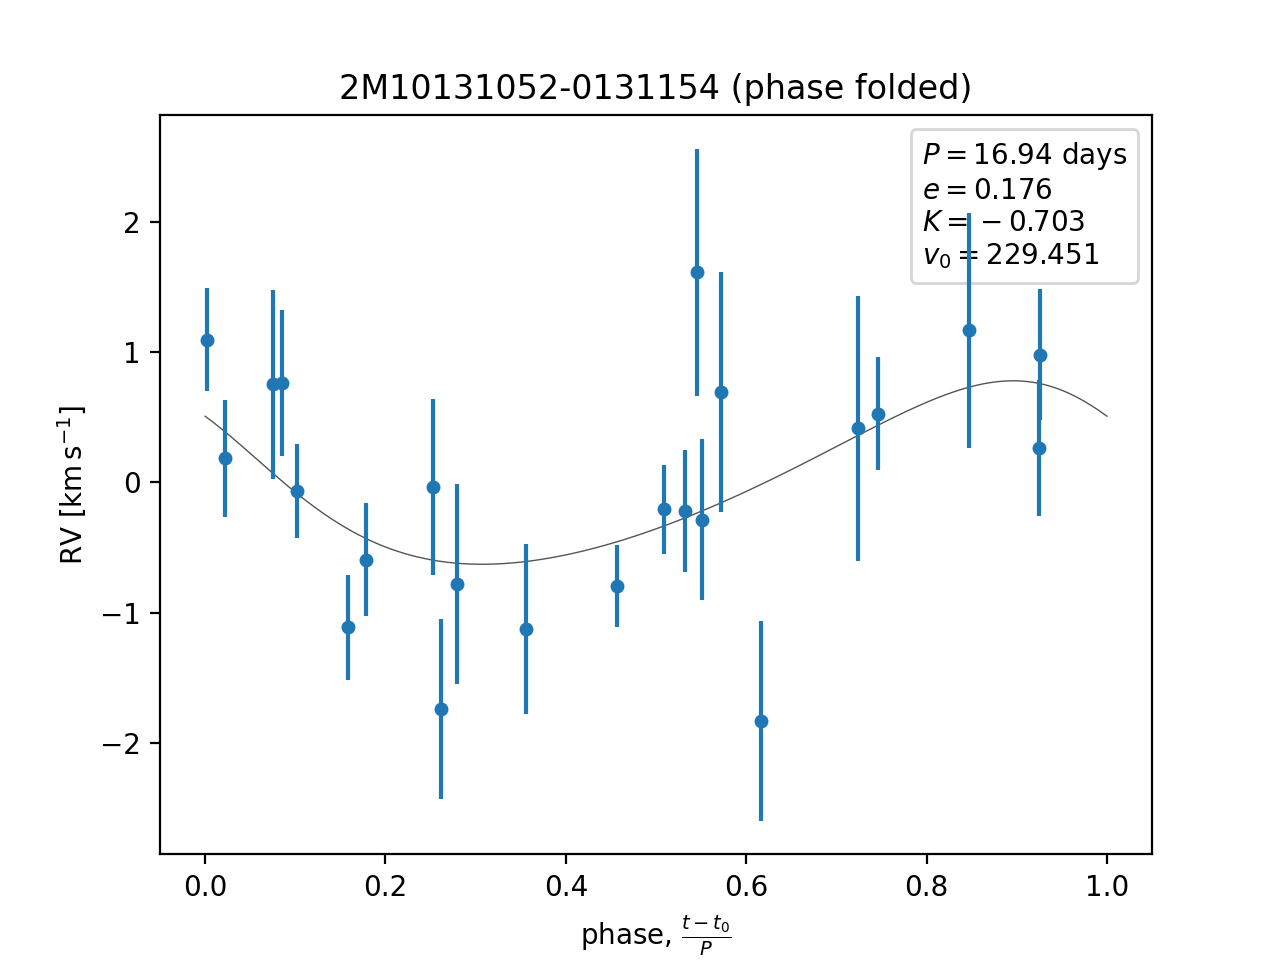 2M10131052-0131154 (phase folded)
P = 16.94 days
e = 0.176
K = −0.703
v₀ = 229.451
2
1
0
−1
−2
RV [km s⁻¹]
0.0 0.2 0.4 0.6 0.8 1.0
phase, (t − t₀)/P